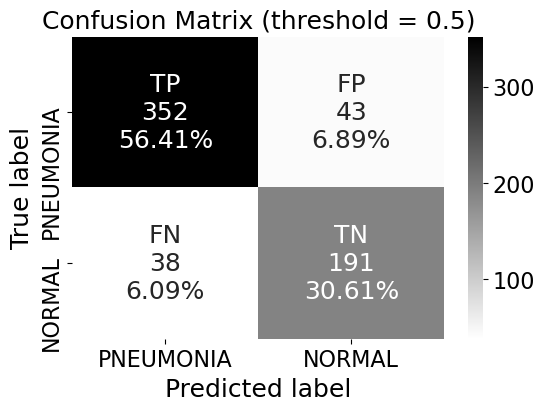 Confusion Matrix (threshold = 0.5)
True label
PNEUMONIA
NORMAL
TP
352
56.41%
FP
43
6.89%
FN
38
6.09%
TN
191
30.61%
PNEUMONIA
NORMAL
Predicted label
300
200
100